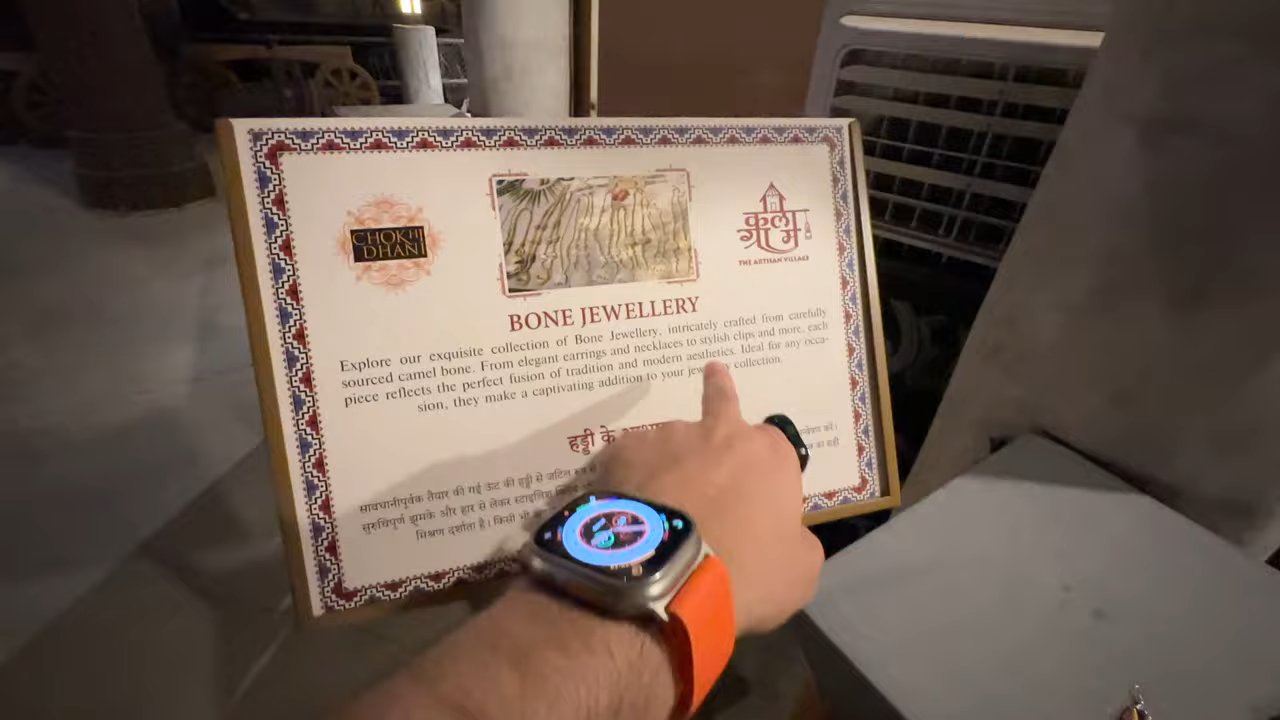 CHOKHI
DHANI
कला
ग्राम
THE ARTISAN VILLAGE
BONE JEWELLERY
Explore our exquisite collection of Bone Jewellery, intricately crafted from carefully
sourced camel bone. From elegant earrings and necklaces to stylish clips and more, each
piece reflects the perfect fusion of tradition and modern aesthetics. Ideal for any occa-
sion, they make a captivating addition to your collection.
हड्डी के
सावधानीपूर्वक तैयार की गई ऊंट की हड्डी से जटिल रूप से
सुरुचिपूर्ण झुमके और हार से लेकर स्टाइलिश
मिश्रण दर्शाता है। किसी भी